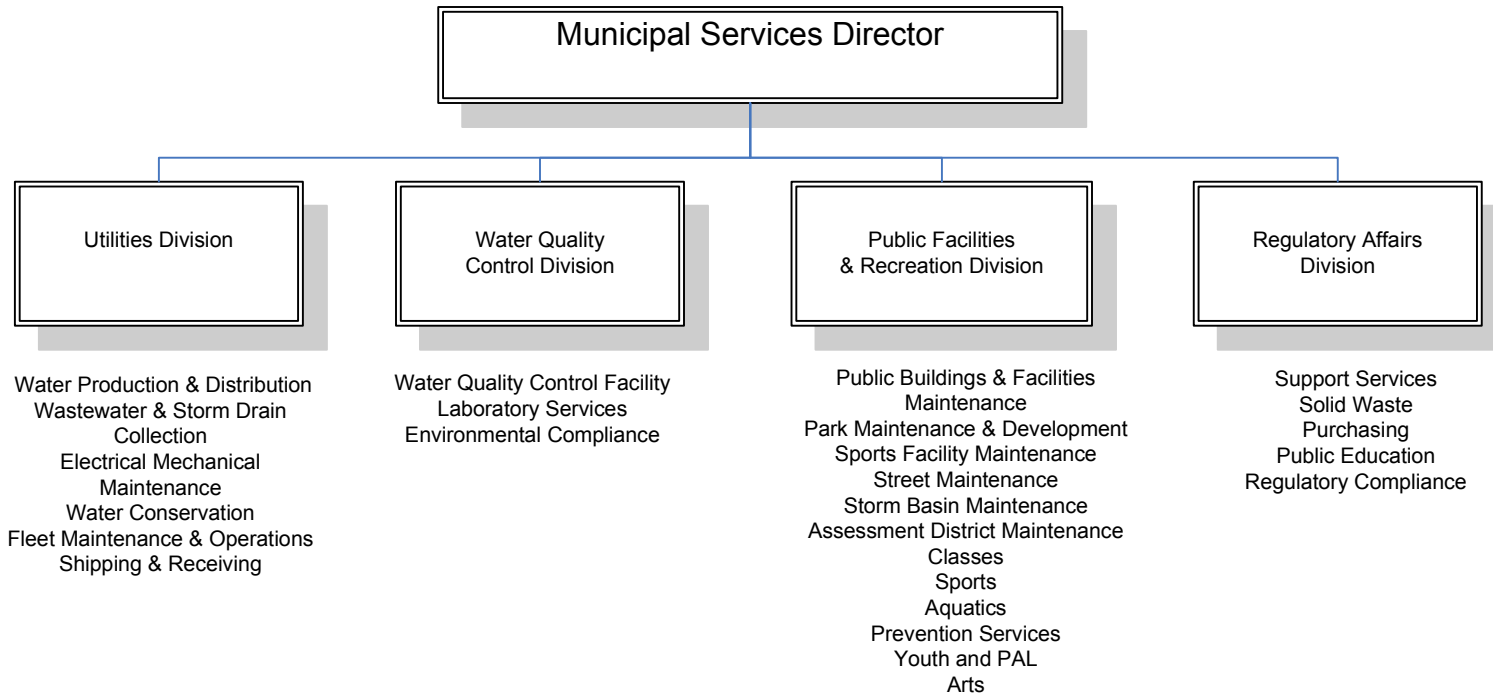 Municipal Services Director
Utilities Division
Water Production & Distribution
Wastewater & Storm Drain
Collection
Electrical Mechanical
Maintenance
Water Conservation
Fleet Maintenance & Operations
Shipping & Receiving
Water Quality
Control Division
Water Quality Control Facility
Laboratory Services
Environmental Compliance
Public Facilities
& Recreation Division
Public Buildings & Facilities
Maintenance
Park Maintenance & Development
Sports Facility Maintenance
Street Maintenance
Storm Basin Maintenance
Assessment District Maintenance
Classes
Sports
Aquatics
Prevention Services
Youth and PAL
Arts
Regulatory Affairs
Division
Support Services
Solid Waste
Purchasing
Public Education
Regulatory Compliance